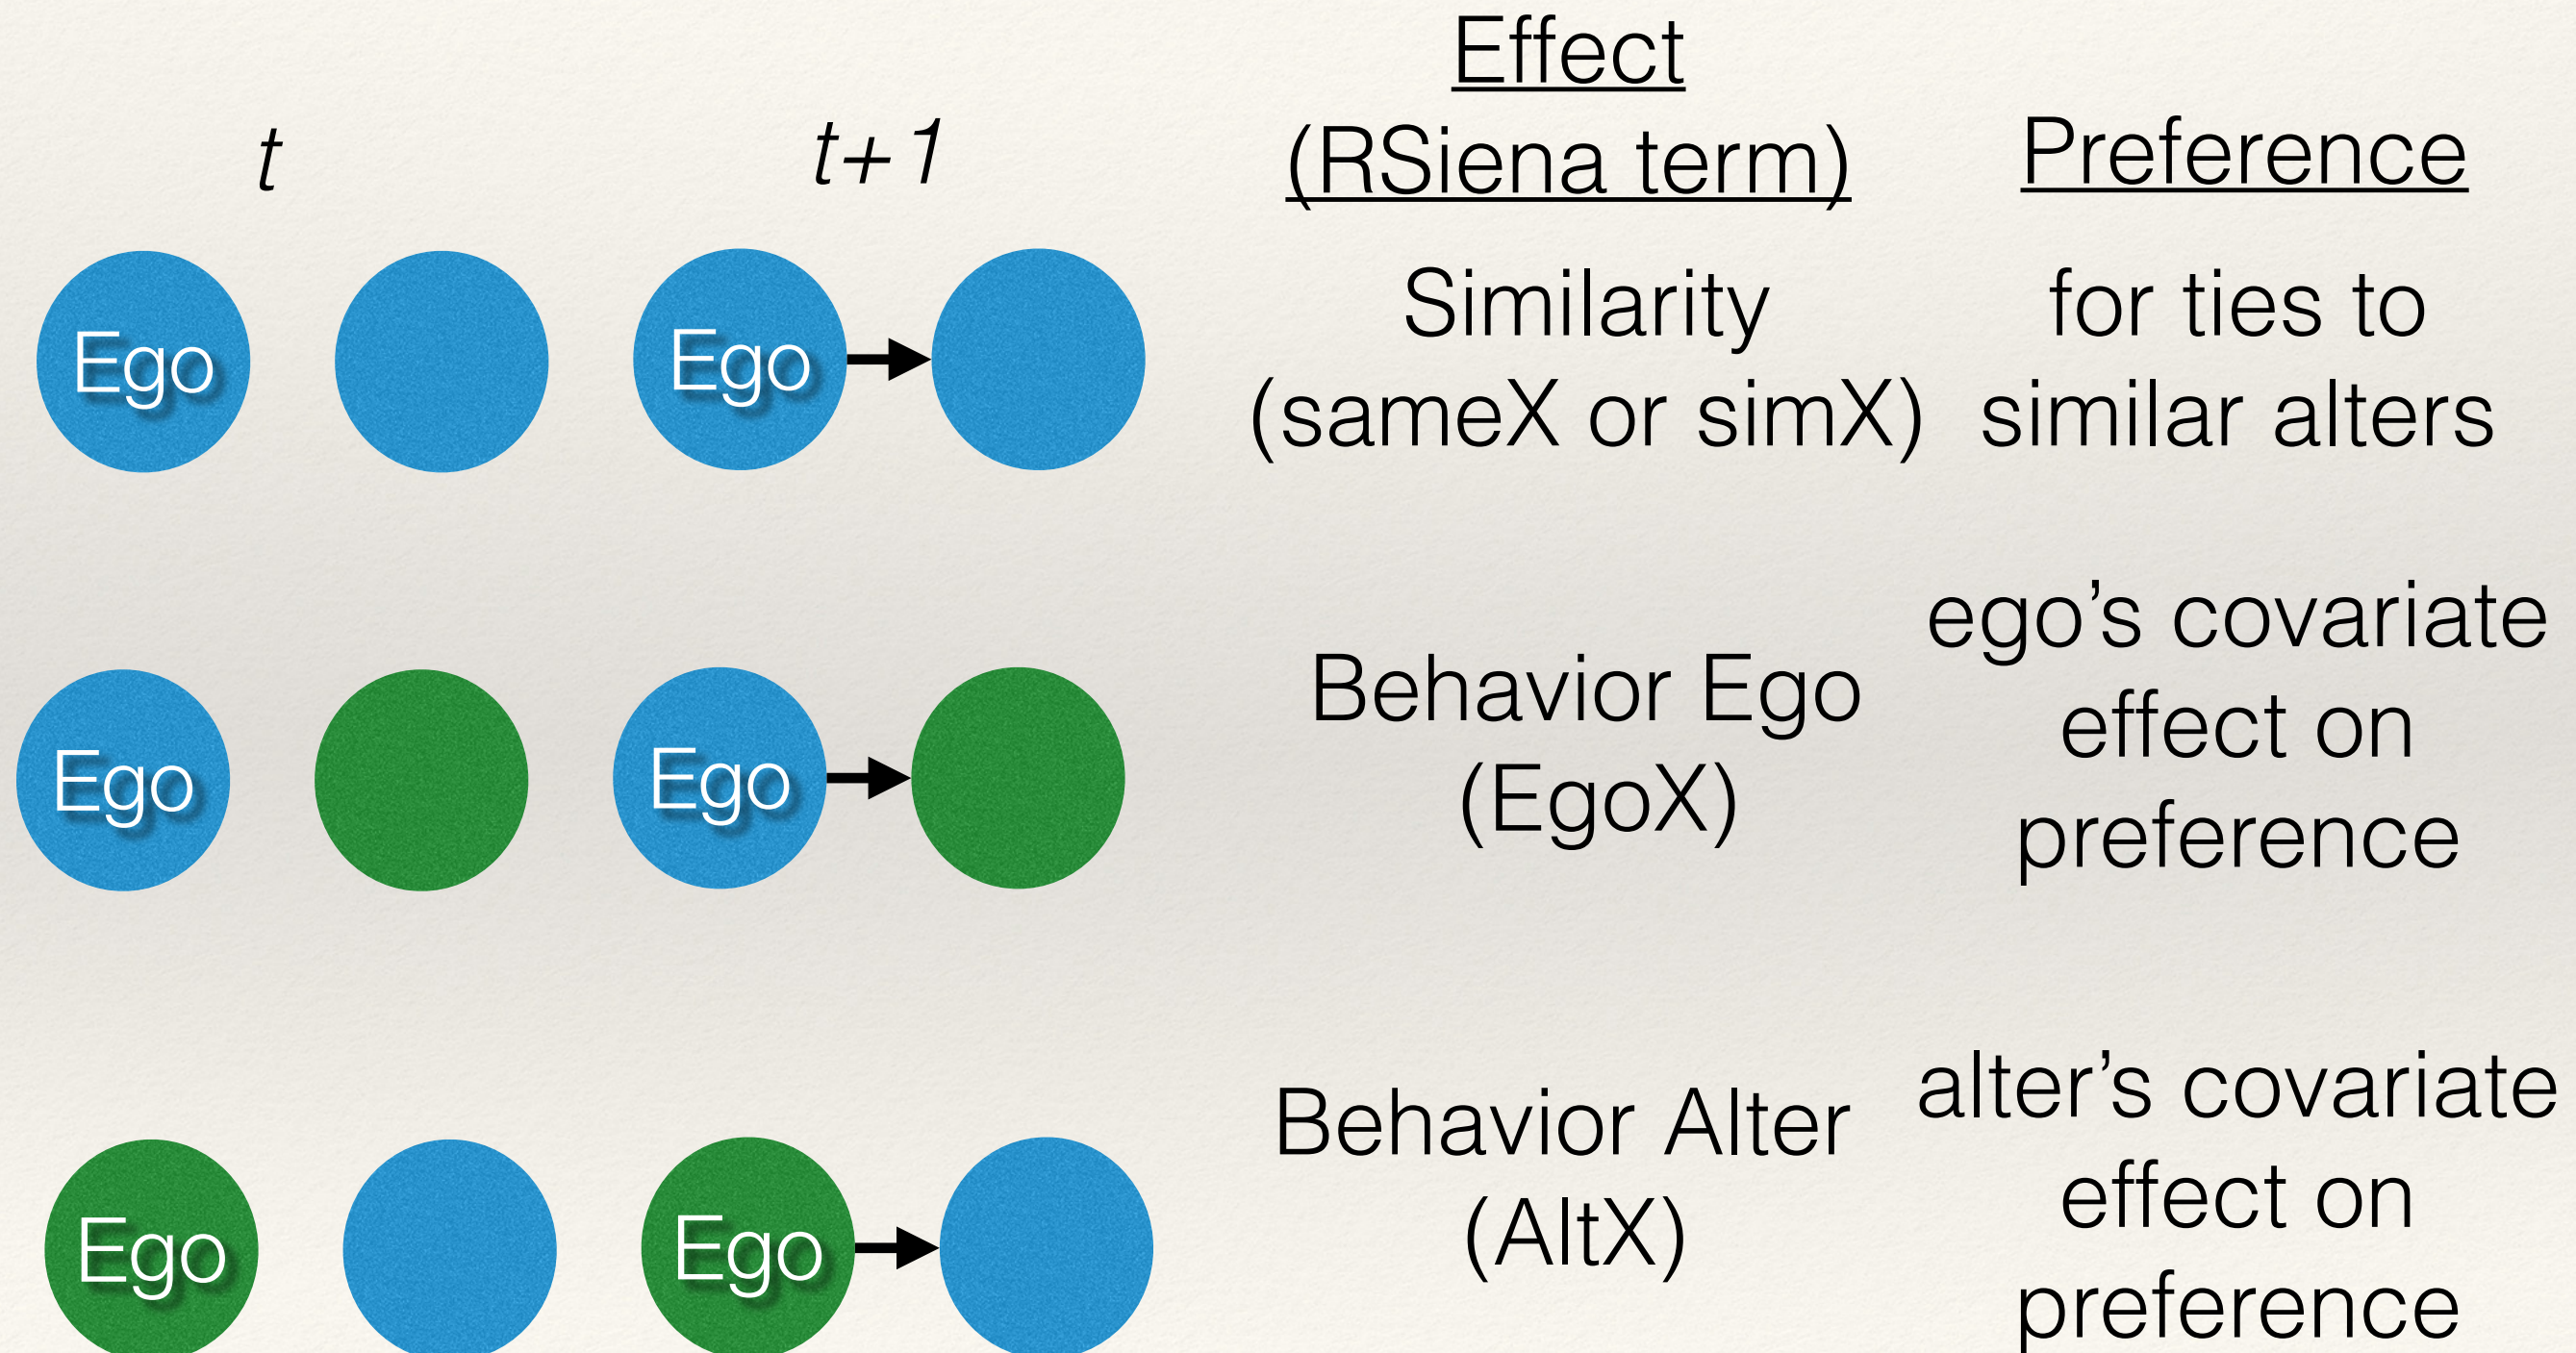 t
t+1
Effect
(RSiena term)
Preference
Ego
Ego
Similarity
(sameX or simX)
for ties to
similar alters
Ego
Ego
Behavior Ego
(EgoX)
ego’s covariate
effect on
preference
Ego
Ego
Behavior Alter
(AltX)
alter’s covariate
effect on
preference